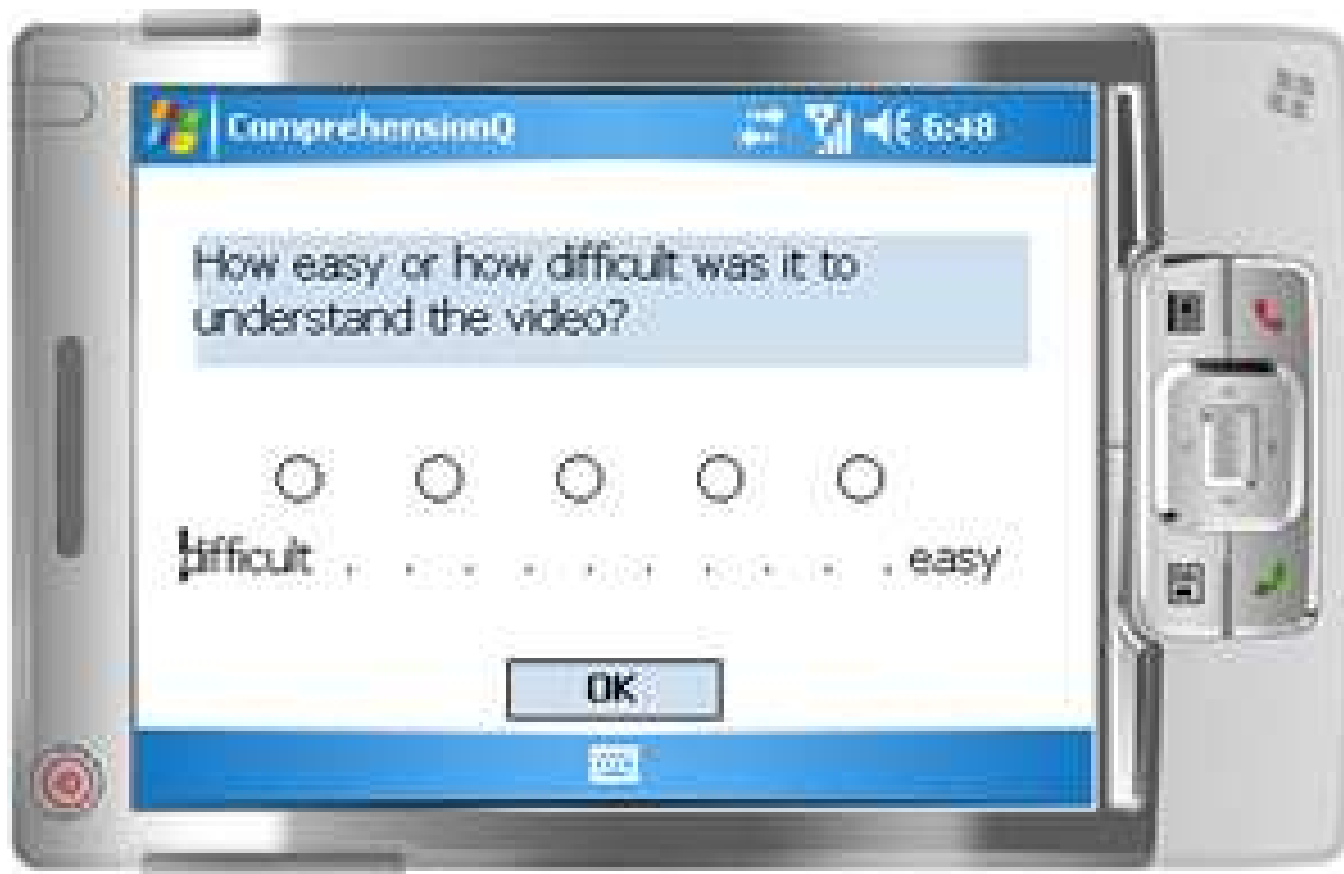 ComprehensionQ 6:48
How easy or how difficult was it to
understand the video?
difficult . . . . . . . . . . easy
OK